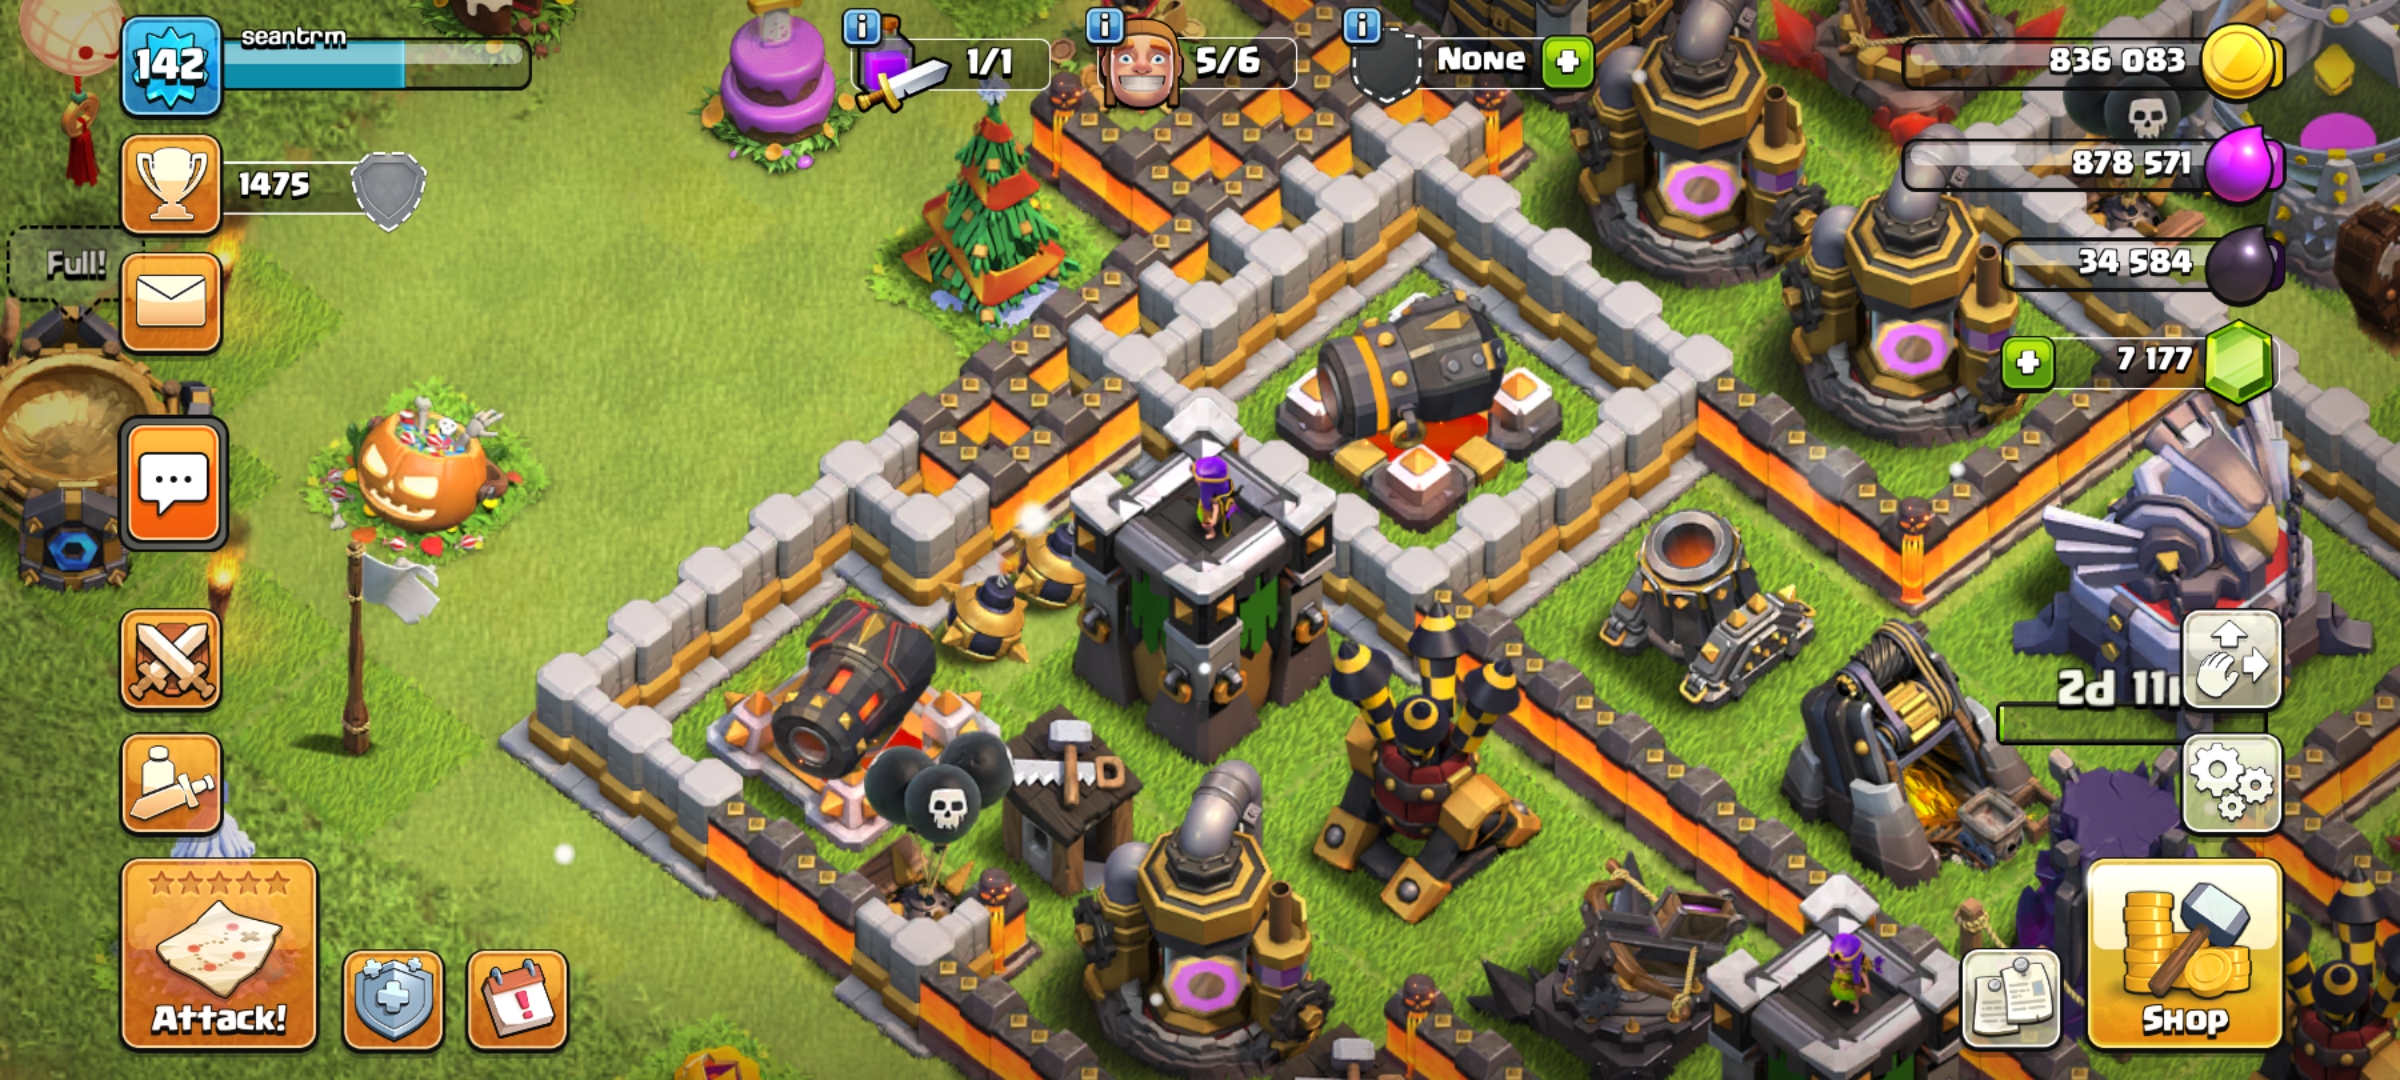 142
seantrm
1/1
5/6
None
836 083
1475
878 571
Full!
34 584
7 177
2d 11
Attack!
Shop